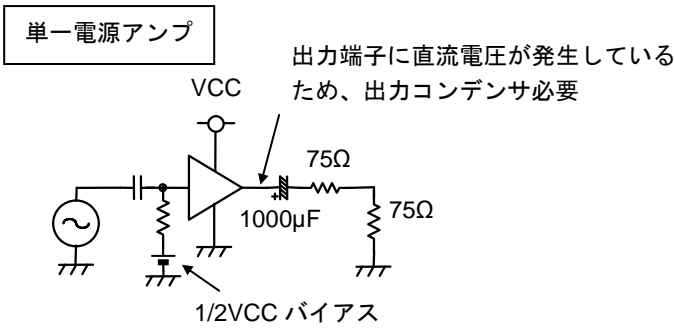 単一電源アンプ
出力端子に直流電圧が発生している
ため、出力コンデンサ必要
VCC
75Ω
+
1000µF
75Ω
1/2VCC バイアス